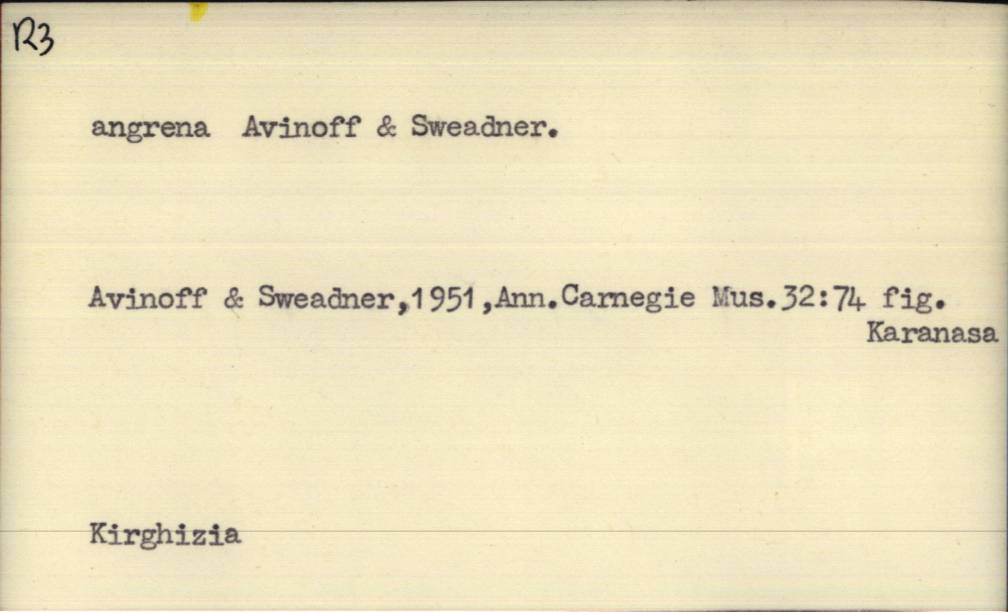 R3
angrena Avinoff & Sweadner.
Avinoff & Sweadner,1951,Ann.Carnegie Mus.32:74 fig.
Karanasa
Kirghizia